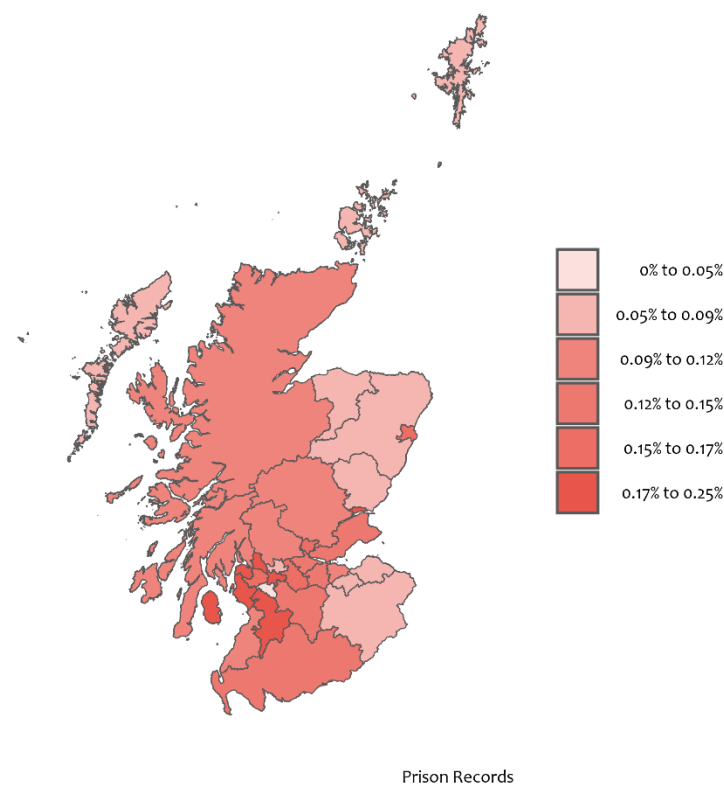 0% to 0.05%
0.05% to 0.09%
0.09% to 0.12%
0.12% to 0.15%
0.15% to 0.17%
0.17% to 0.25%
Prison Records